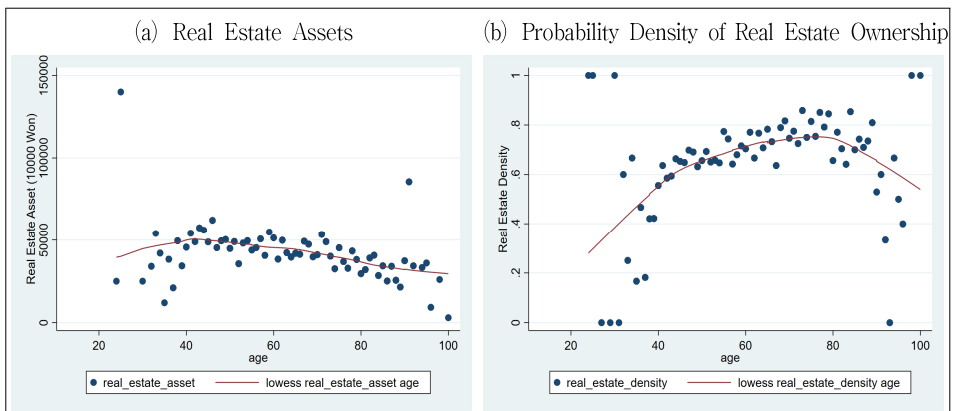 (a) Real Estate Assets
(b) Probability Density of Real Estate Ownership
Real Estate Asset (10000 Won)
150000
100000
50000
0
20 40 60 80 100
age
real_estate_asset lowess real_estate_asset age
Real Estate Density
1
.8
.6
.4
.2
0
20 40 60 80 100
age
real_estate_density lowess real_estate_density age